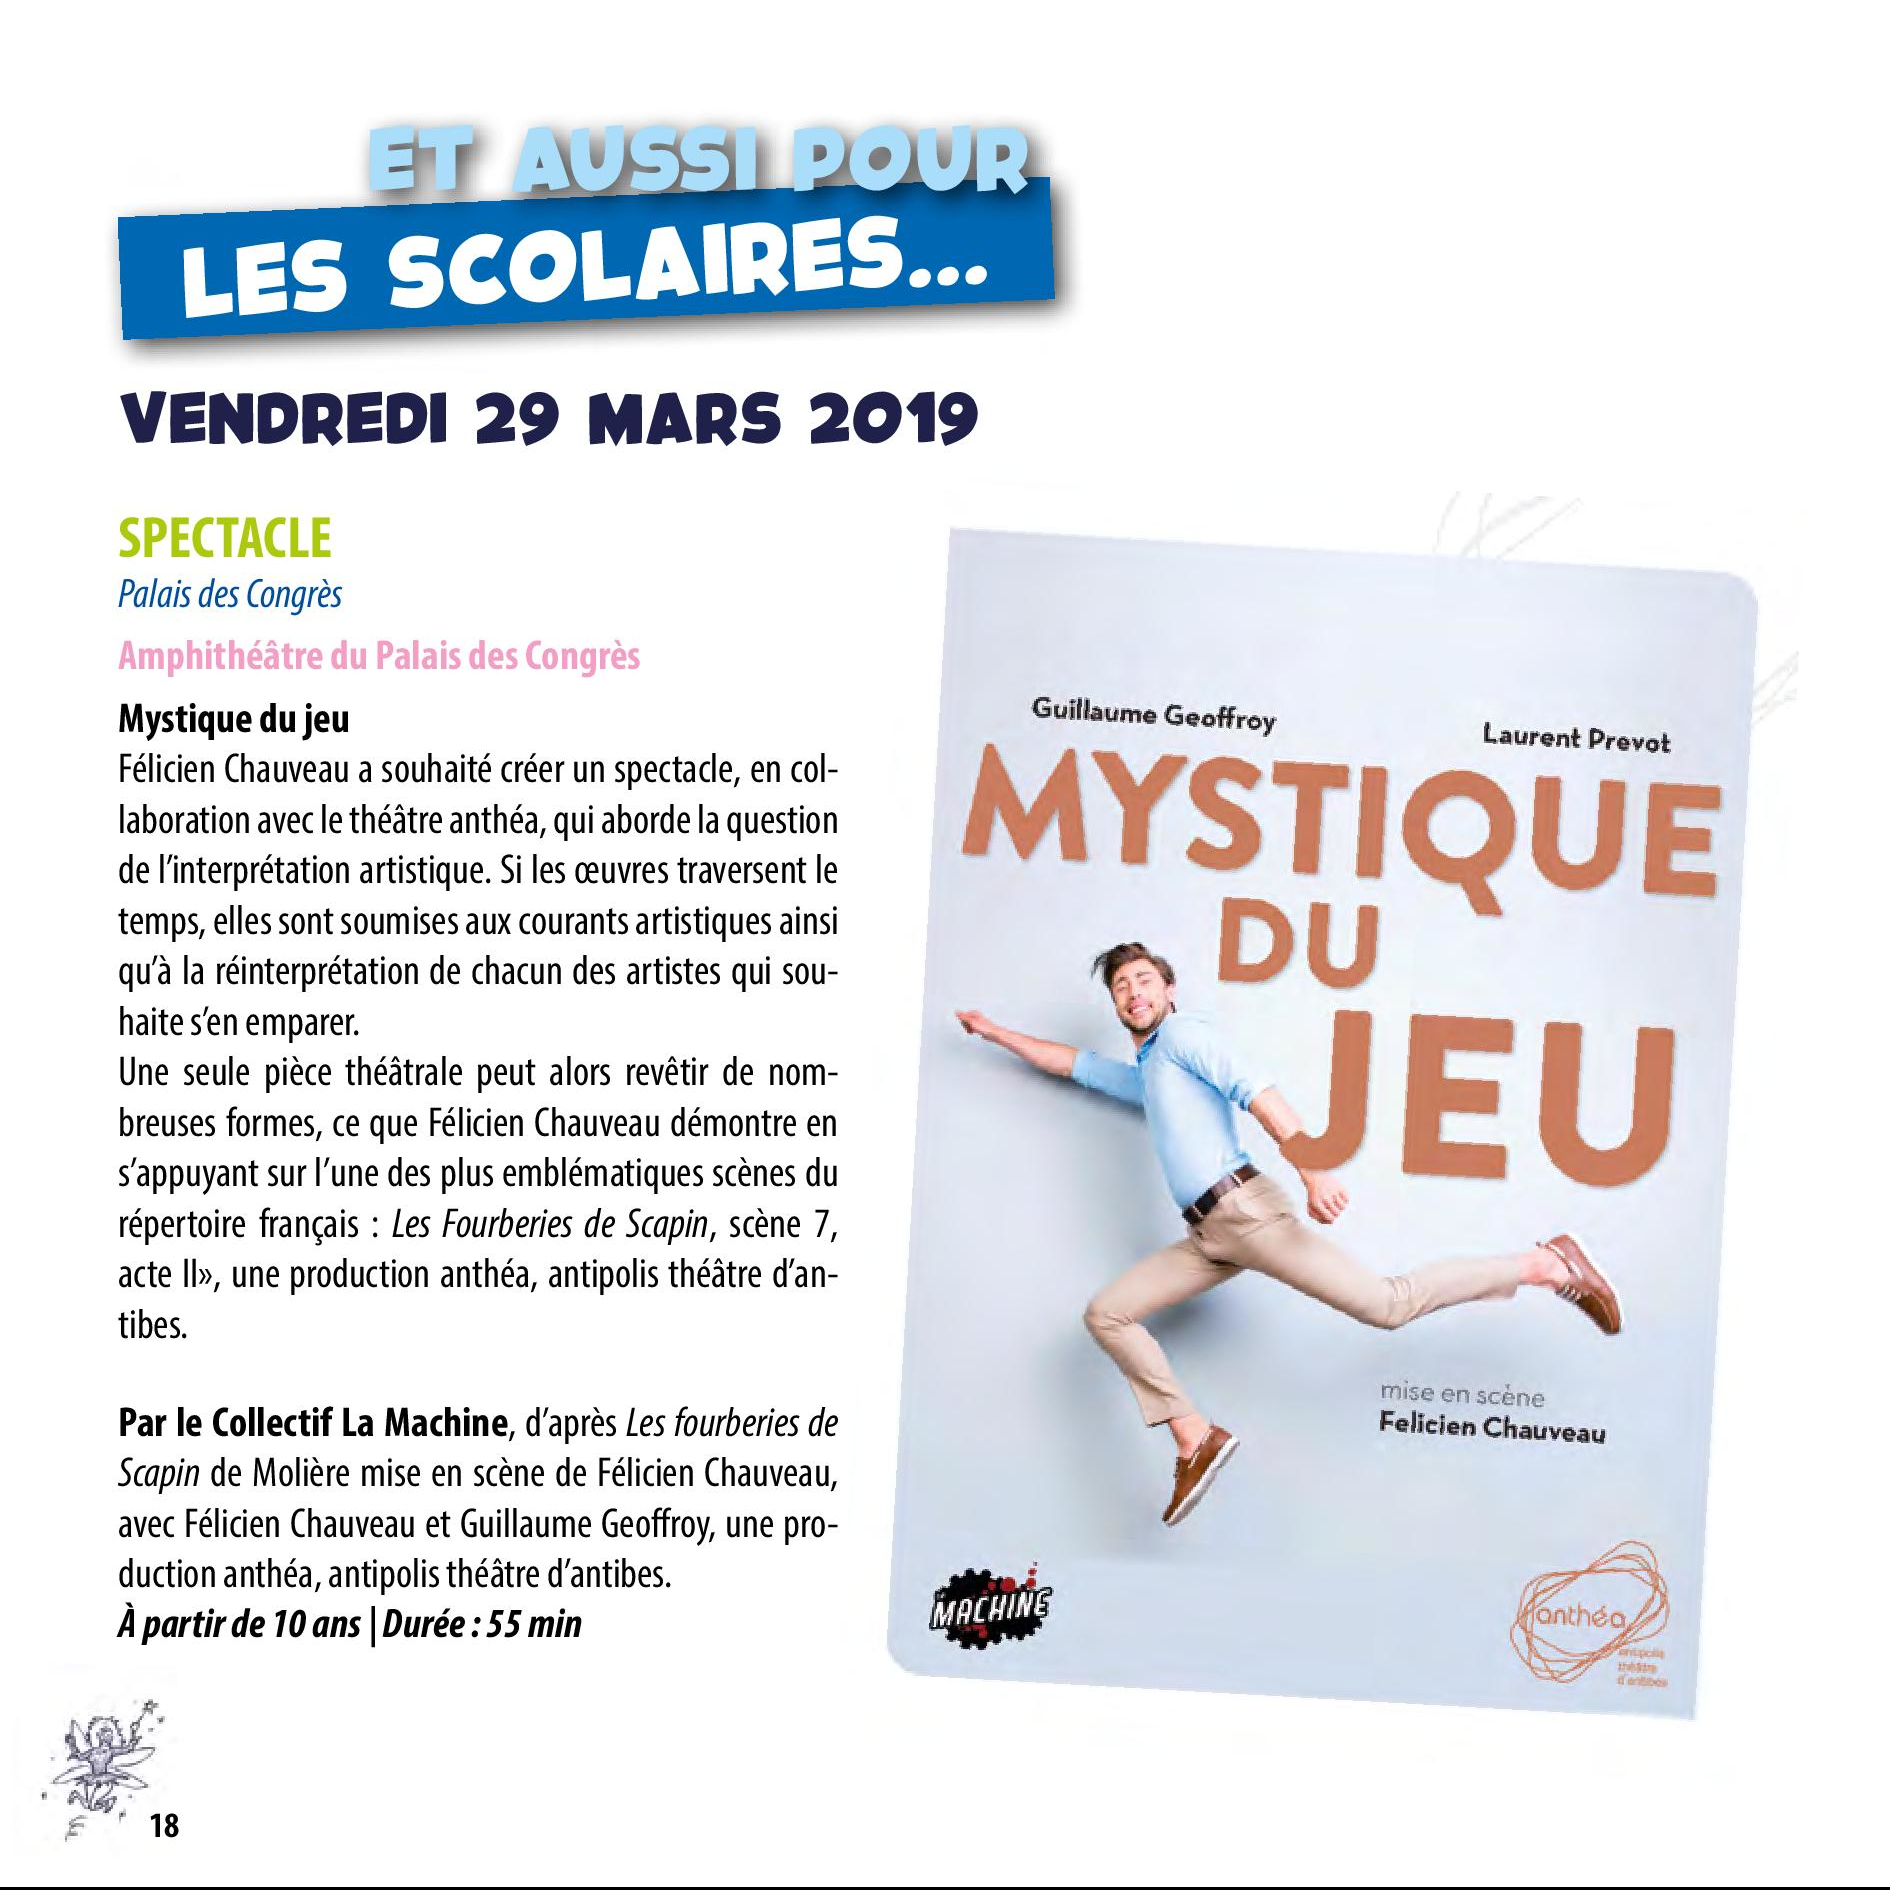 ET AUSSI POUR
LES SCOLAIRES...
VENDREDI 29 MARS 2019
SPECTACLE
Palais des Congrès
Amphithéâtre du Palais des Congrès
Mystique du jeu
Félicien Chauveau a souhaité créer un spectacle, en col-
laboration avec le théâtre anthéa, qui aborde la question
de l’interprétation artistique. Si les œuvres traversent le
temps, elles sont soumises aux courants artistiques ainsi
qu’à la réinterprétation de chacun des artistes qui sou-
haite s’en emparer.
Une seule pièce théâtrale peut alors revêtir de nom-
breuses formes, ce que Félicien Chauveau démontre en
s’appuyant sur l’une des plus emblématiques scènes du
répertoire français : Les Fourberies de Scapin, scène 7,
acte II», une production anthéa, antipolis théâtre d’an-
tibes.
Par le Collectif La Machine, d’après Les fourberies de
Scapin de Molière mise en scène de Félicien Chauveau,
avec Félicien Chauveau et Guillaume Geoffroy, une pro-
duction anthéa, antipolis théâtre d’antibes.
À partir de 10 ans | Durée : 55 min
18
Guillaume Geoffroy
Laurent Prevot
MYSTIQUE
DU
JEU
mise en scène
Felicien Chauveau
MACHINE
anthéa
antipolis
théâtre
d'antibes